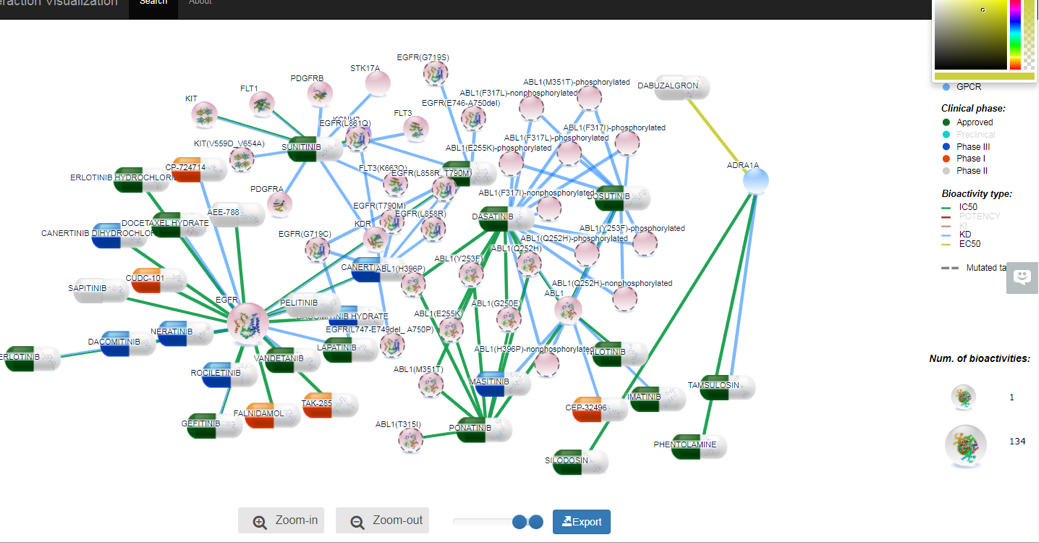 eraction Visualization
Search
About
EGFR(G719S)
STK17A
PDGFRB
FLT1
KIT
ABL1(M351T)-phosphorylated
DABUZALGRON
ABL1(F317L)-nonphosphorylated
EGFR(E746-A750del)
FLT3
EGFR(L861Q)
ABL1(F317I)-phosphorylated
ABL1(F317L)-phosphorylated
KIT(V559D_V654A)
SUNITINIB
ABL1(E255K)-phosphorylated
ADRA1A
CP-724714
FLT3(K663Q)
EGFR(L858R_T790M)
ERLOTINIB HYDROCHLORI
PDGFRA
ABL1(F317I)-nonphosphorylated
BOSUTINIB
EGFR(T790M)
AEE-788
EGFR(L858R)
DASATINIB
DOCETAXEL HYDRATE
KDR
ABL1(Y253F)-phosphorylated
CANERTINIB DIHYDROCHLOR
EGFR(G719C)
ABL1(Q252H)-phosphorylated
ABL1(Q252H)
ABL1(Y253F)
CANERTI
ABL1(H396P)
CUDC-101
ABL1(Q252H)-nonphosphorylated
SAPITINIB
EGFR
PELITINIB
ABL1
ABL1(G250E)
DACOMITINIB HYDRATE
ABL1(E255K)
EGFR(L747-E749del_ A750P)
NERATINIB
DACOMITINIB
LAPATINIB
ABL1(H396P)-nonphosphorylated
ERLOTINIB
VANDETANIB
NILOTINIB
ROCILETINIB
ABL1(M351T)
MASITINIB
TAMSULOSIN
IMATINIB
TAK-285
CEP-32496
FALNIDAMOL
GEFITINIB
ABL1(T315I)
PONATINIB
PHENTOLAMINE
SILODOSIN
GPCR
Clinical phase:
Approved
Preclinical
Phase III
Phase I
Phase II
Bioactivity type:
IC50
POTENCY
KI
KD
EC50
Mutated ta
Num. of bioactivities:
1
134
Zoom-in
Zoom-out
Export